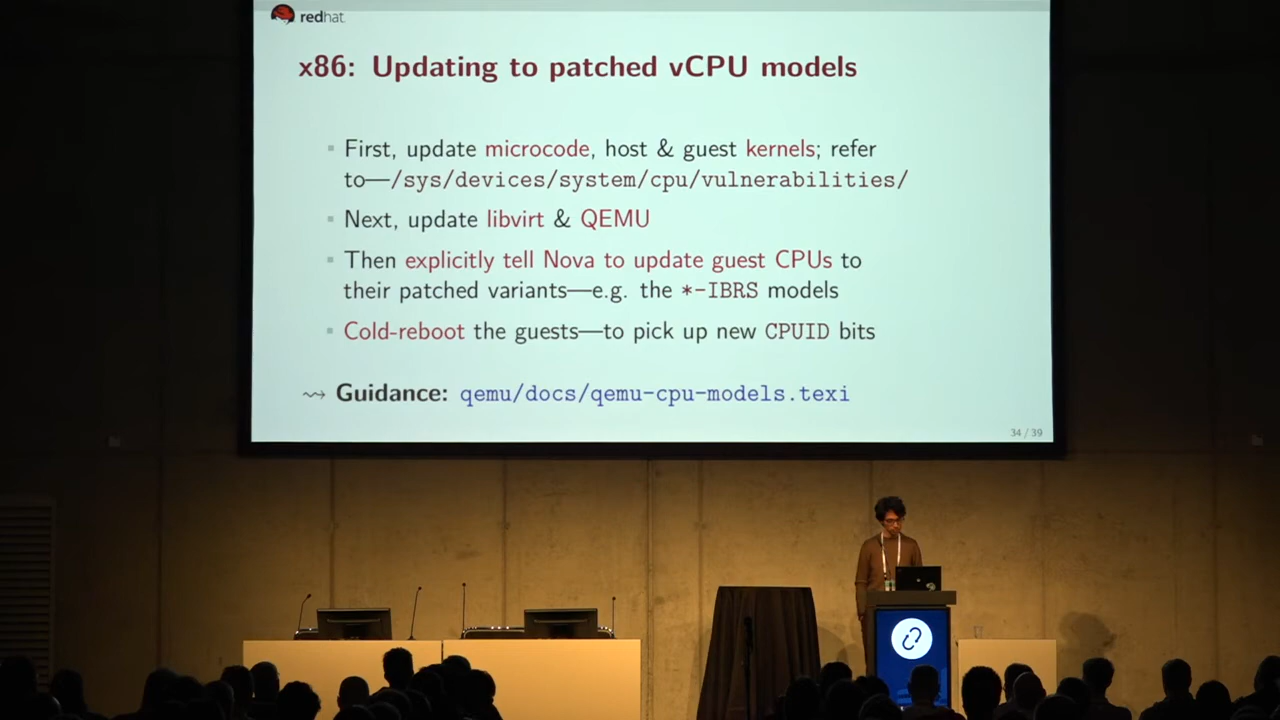 redhat.
x86: Updating to patched vCPU models
First, update microcode, host & guest kernels; refer
to—/sys/devices/system/cpu/vulnerabilities/
Next, update libvirt & QEMU
Then explicitly tell Nova to update guest CPUs to
their patched variants—e.g. the *-IBRS models
Cold-reboot the guests—to pick up new CPUID bits
⇝ Guidance: qemu/docs/qemu-cpu-models.texi
34 / 39